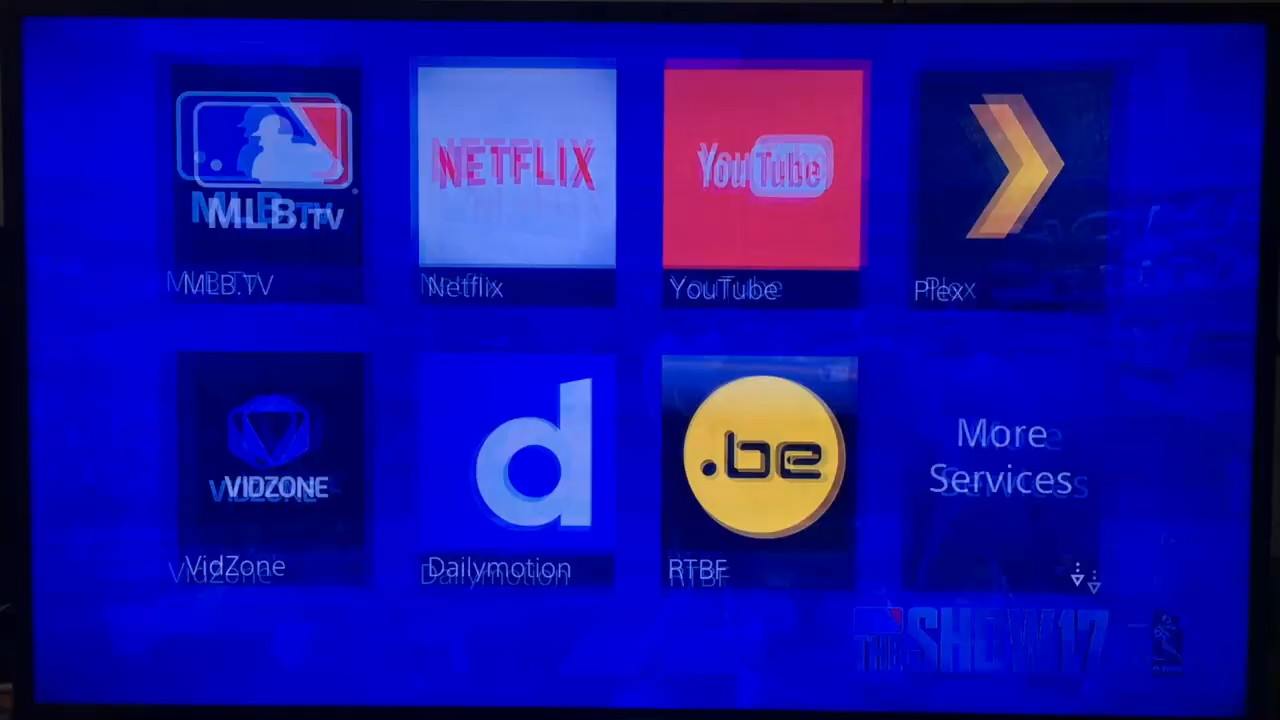 MLB.TV
NETFLIX
YouTube
MLB.TV
Netflix
YouTube
Plex
VIDZONE
.be
More
Services
VidZone
Dailymotion
RTBF
THE SHOW 17